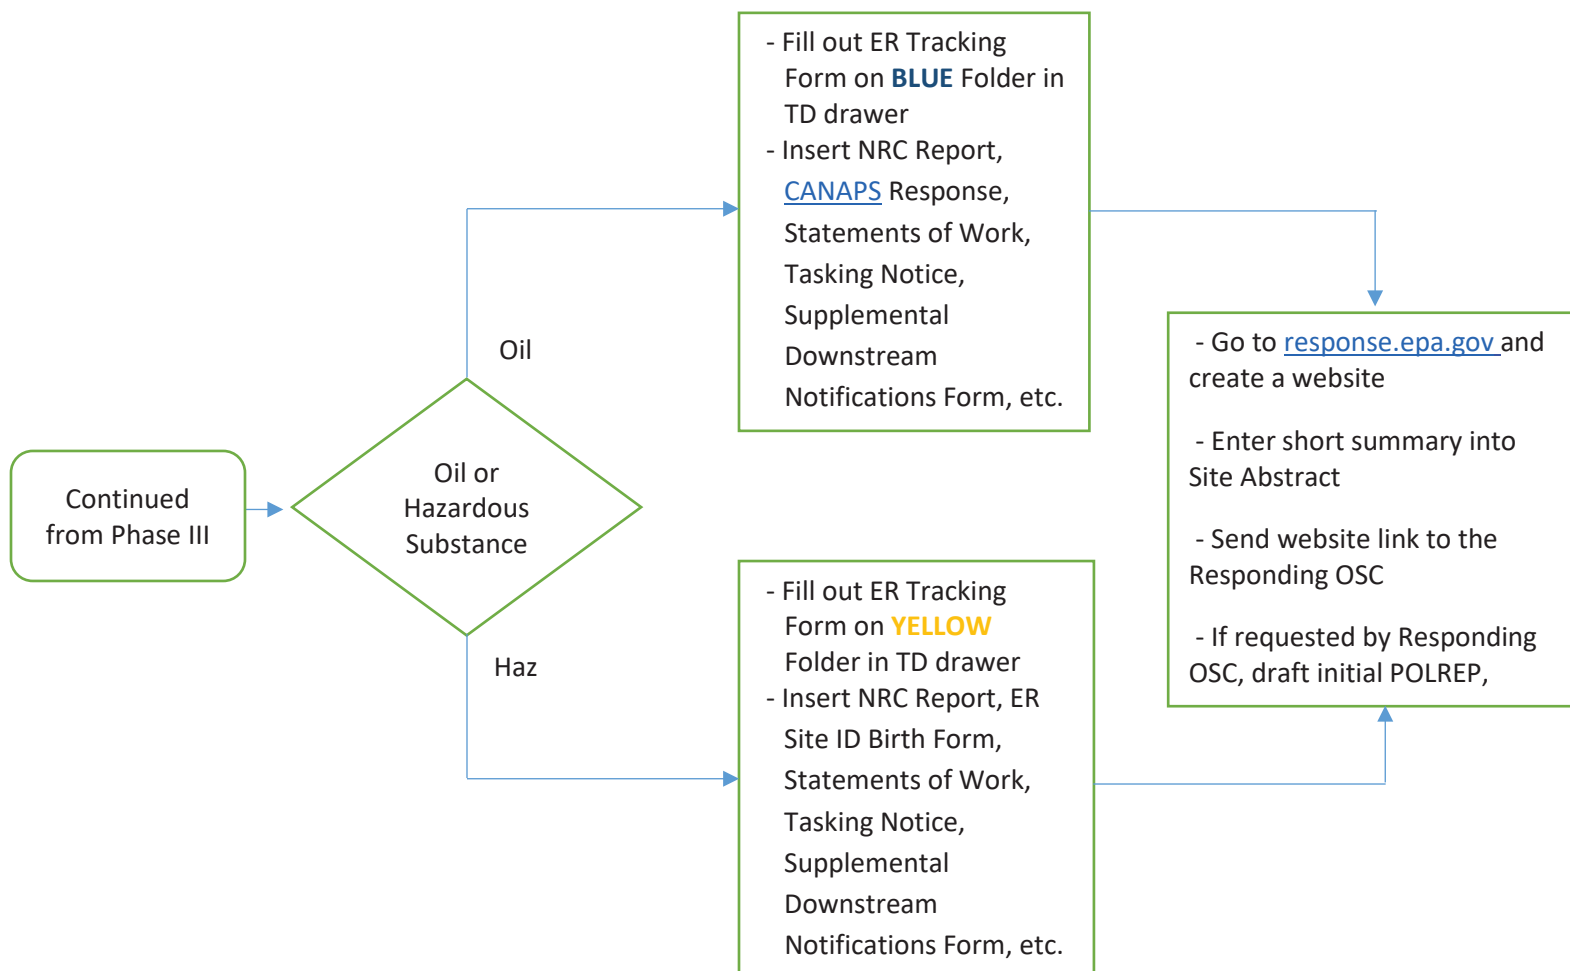 Continued
from Phase III
Oil or
Hazardous
Substance
Oil
Haz
- Fill out ER Tracking
Form on BLUE Folder in
TD drawer
- Insert NRC Report,
CANAPS Response,
Statements of Work,
Tasking Notice,
Supplemental
Downstream
Notifications Form, etc.
- Fill out ER Tracking
Form on YELLOW
Folder in TD drawer
- Insert NRC Report, ER
Site ID Birth Form,
Statements of Work,
Tasking Notice,
Supplemental
Downstream
Notifications Form, etc.
- Go to response.epa.gov and
create a website
- Enter short summary into
Site Abstract
- Send website link to the
Responding OSC
- If requested by Responding
OSC, draft initial POLREP,